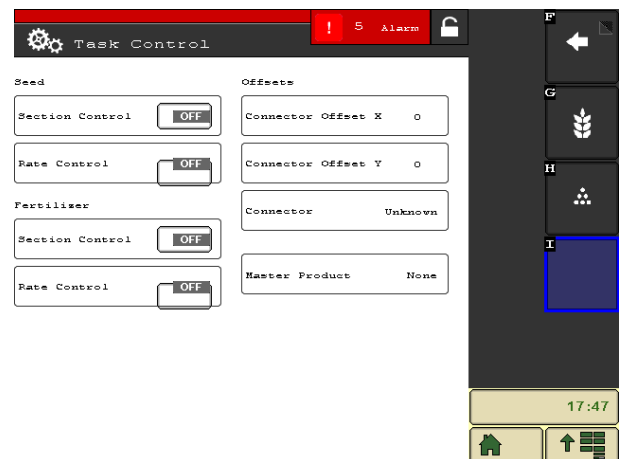 ! 5 Alarm
Task Control
Seed
Section Control OFF
Rate Control OFF
Fertiliser
Section Control OFF
Rate Control OFF
Offsets
Connector Offset X 0
Connector Offset Y 0
Connector Unknown
Master Product None
F
G
H
I
17:47